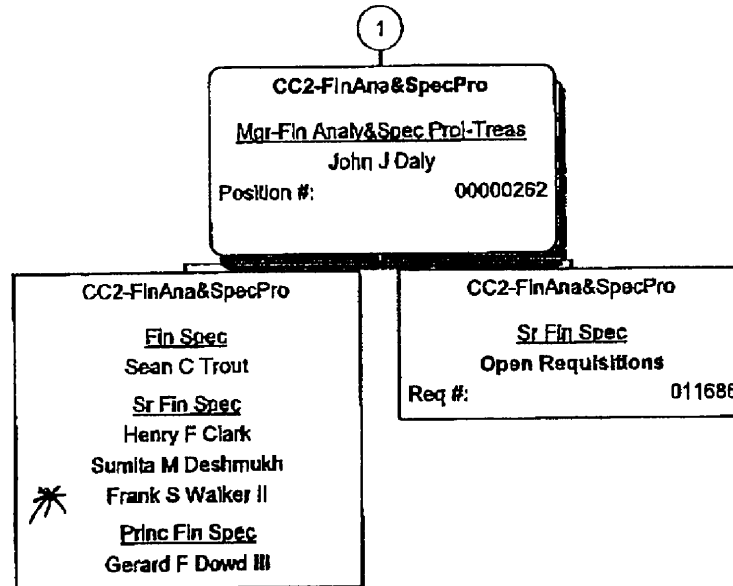 1
CC2-FinAna&SpecPro
Mgr-Fin Analy&Spec Proj-Treas
John J Daly
Position #: 00000262
CC2-FinAna&SpecPro
Fin Spec
Sean C Trout
Sr Fin Spec
Henry F Clark
Sumita M Deshmukh
Frank S Walker II
Princ Fin Spec
Gerard F Dowd III
CC2-FinAna&SpecPro
Sr Fin Spec
Open Requisitions
Req #: 011686